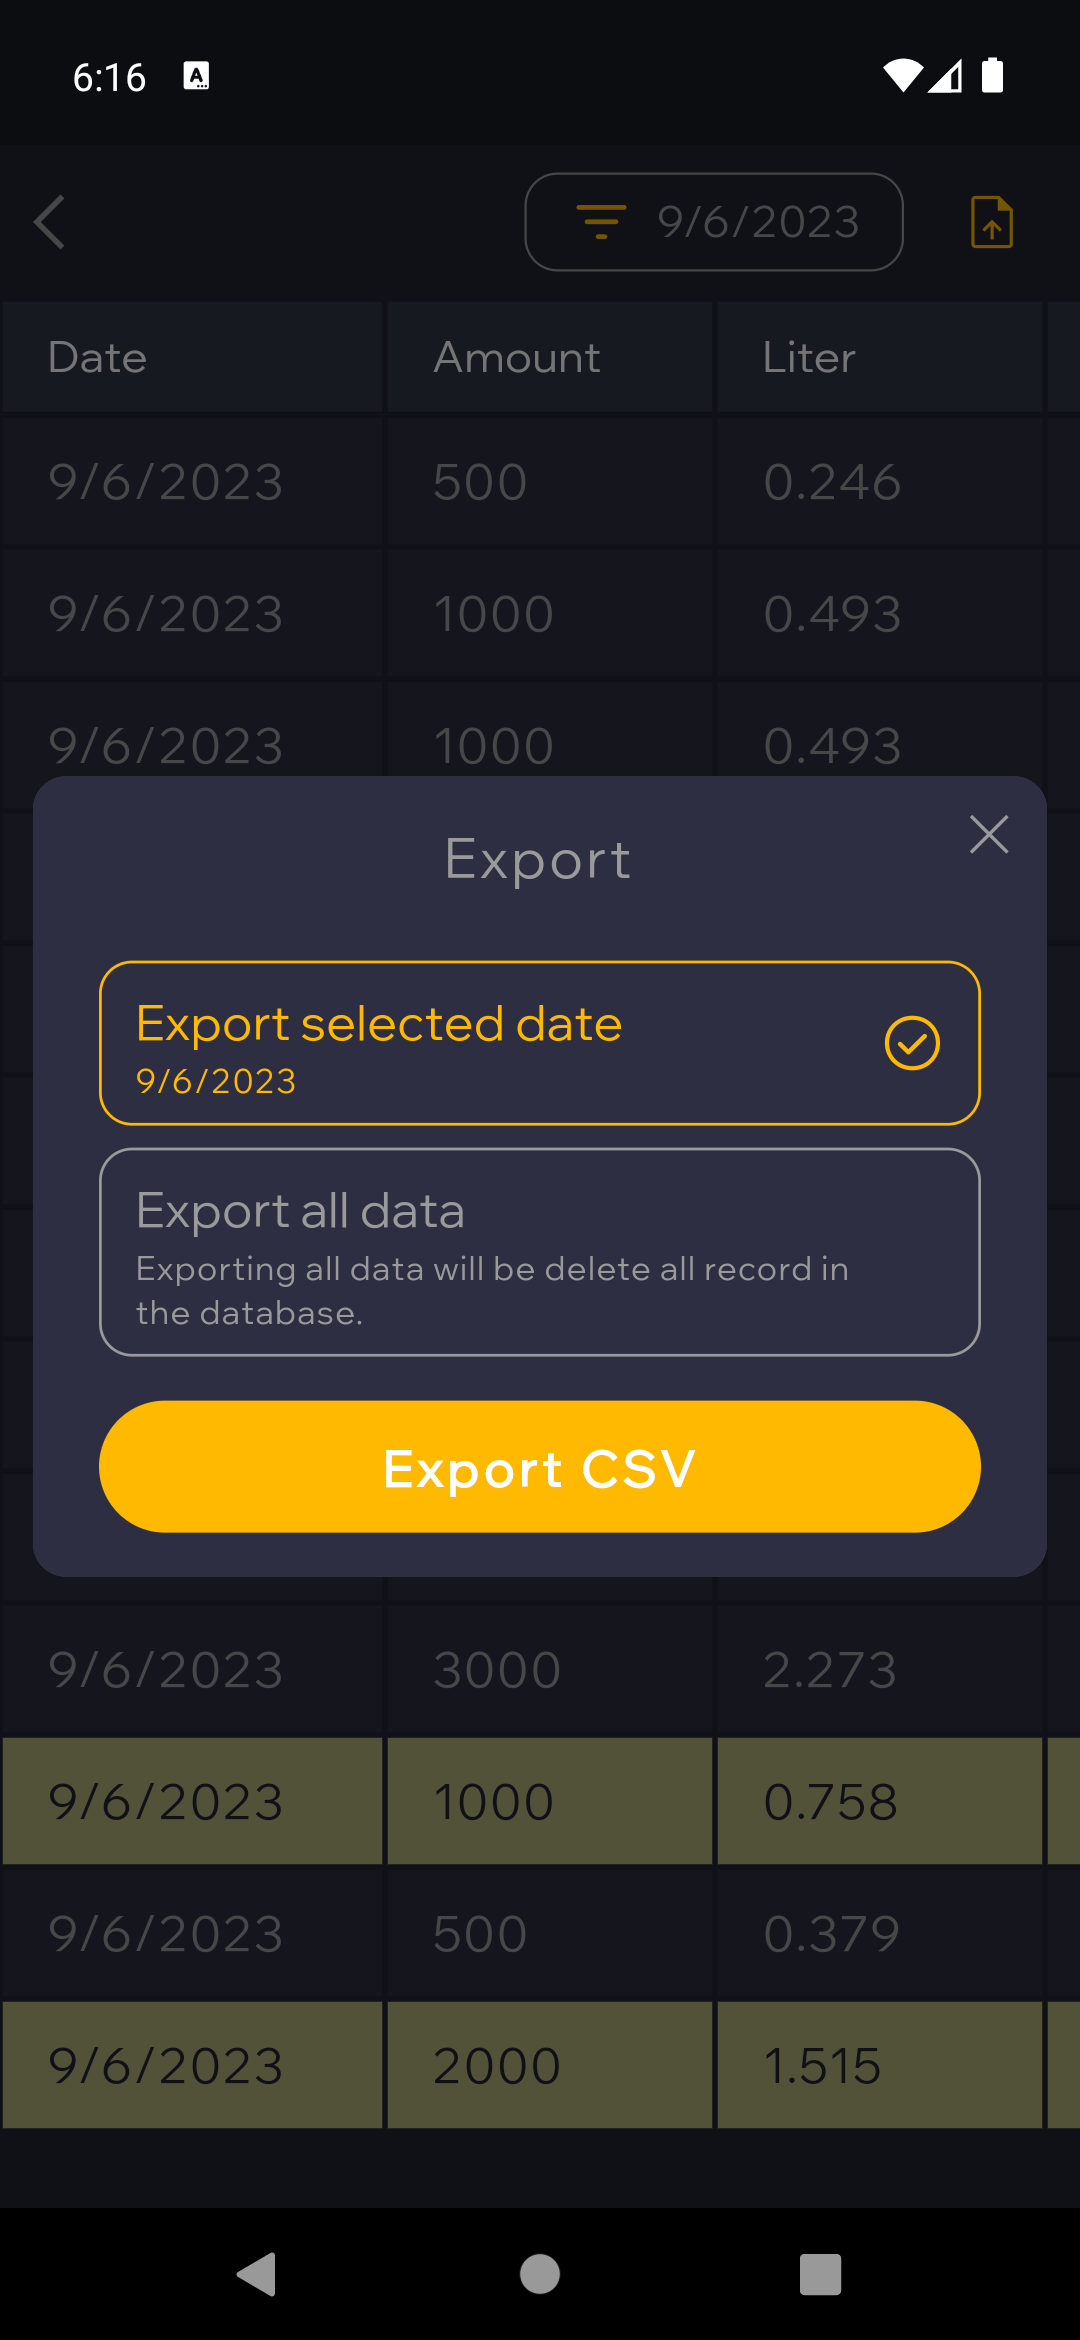 6:16
9/6/2023
Date Amount Liter
9/6/2023 500 0.246
9/6/2023 1000 0.493
9/6/2023 1000 0.493
Export
Export selected date
9/6/2023
Export all data
Exporting all data will be delete all record in
the database.
Export CSV
9/6/2023 3000 2.273
9/6/2023 1000 0.758
9/6/2023 500 0.379
9/6/2023 2000 1.515